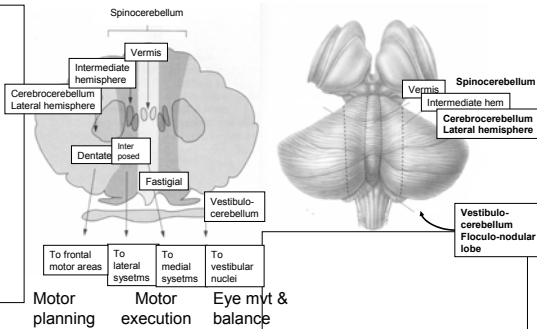 Spinocerebellum
Vermis
Intermediate
hemisphere
Cerebrocerebellum
Lateral hemisphere
Dentate
Inter
posed
Fastigial
Vestibulo-
cerebellum
To frontal
motor areas
To
lateral
sysetms
To
medial
sysetms
To
vestibular
nuclei
Motor
planning
Motor
execution
Eye mvt &
balance
Spinocerebellum
Vermis
Intermediate hem
Cerebrocerebellum
Lateral hemisphere
Vestibulo-
cerebellum
Floculo-nodular
lobe